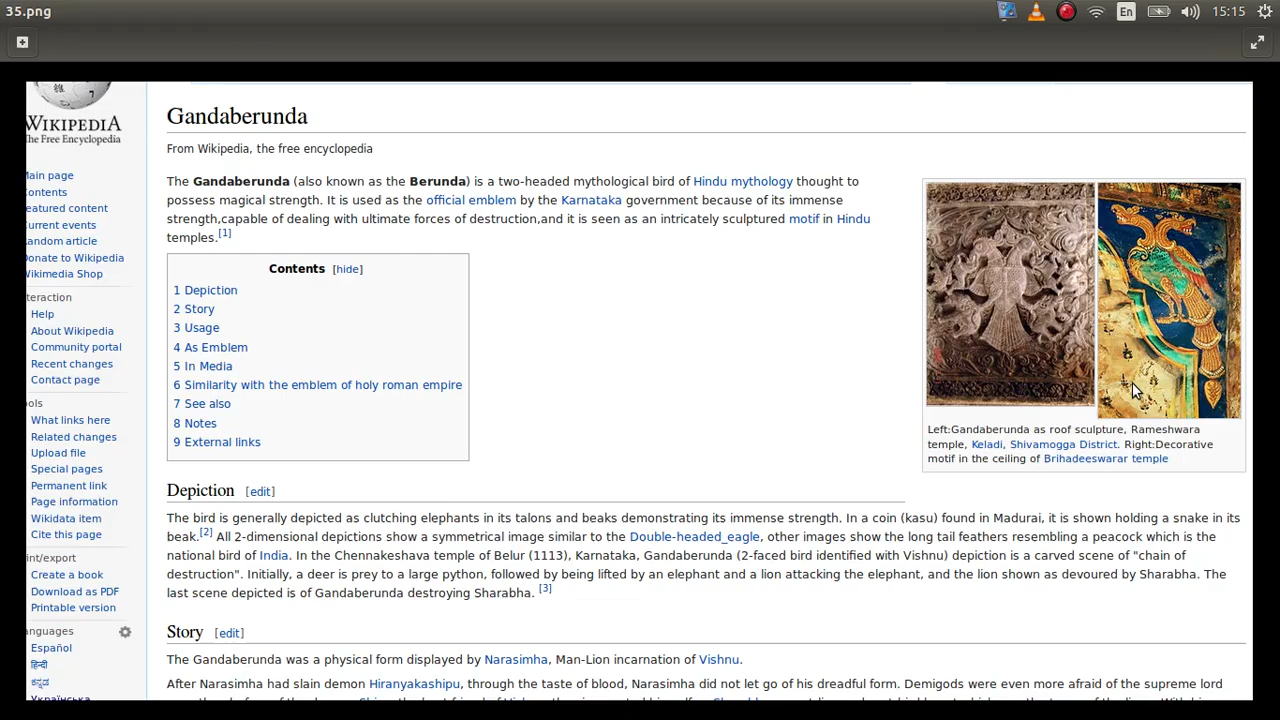 35.png
En
15:15
WIKIPEDIA
The Free Encyclopedia
Main page
Contents
Featured content
Current events
Random article
Donate to Wikipedia
Wikimedia Shop
Interaction
Help
About Wikipedia
Community portal
Recent changes
Contact page
Tools
What links here
Related changes
Upload file
Special pages
Permanent link
Page information
Wikidata item
Cite this page
Print/export
Create a book
Download as PDF
Printable version
Languages
Español
हिन्दी
ಕನ್ನಡ
Українська
Gandaberunda
From Wikipedia, the free encyclopedia
The Gandaberunda (also known as the Berunda) is a two-headed mythological bird of Hindu mythology thought to
possess magical strength. It is used as the official emblem by the Karnataka government because of its immense
strength,capable of dealing with ultimate forces of destruction,and it is seen as an intricately sculptured motif in Hindu
temples.[1]
Contents [hide]
1 Depiction
2 Story
3 Usage
4 As Emblem
5 In Media
6 Similarity with the emblem of holy roman empire
7 See also
8 Notes
9 External links
Left:Gandaberunda as roof sculpture, Rameshwara
temple, Keladi, Shivamogga District. Right:Decorative
motif in the ceiling of Brihadeeswarar temple
Depiction [edit]
The bird is generally depicted as clutching elephants in its talons and beaks demonstrating its immense strength. In a coin (kasu) found in Madurai, it is shown holding a snake in its
beak.[2] All 2-dimensional depictions show a symmetrical image similar to the Double-headed_eagle, other images show the long tail feathers resembling a peacock which is the
national bird of India. In the Chennakeshava temple of Belur (1113), Karnataka, Gandaberunda (2-faced bird identified with Vishnu) depiction is a carved scene of "chain of
destruction". Initially, a deer is prey to a large python, followed by being lifted by an elephant and a lion attacking the elephant, and the lion shown as devoured by Sharabha. The
last scene depicted is of Gandaberunda destroying Sharabha. [3]
Story [edit]
The Gandaberunda was a physical form displayed by Narasimha, Man-Lion incarnation of Vishnu.
After Narasimha had slain demon Hiranyakashipu, through the taste of blood, Narasimha did not let go of his dreadful form. Demigods were even more afraid of the supreme lord